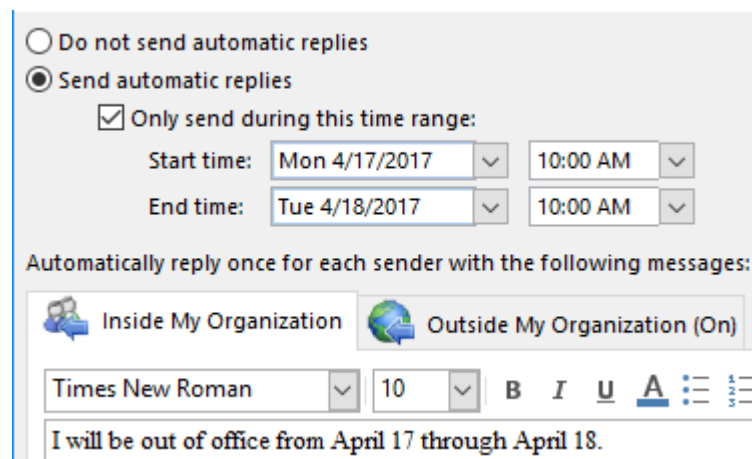 Do not send automatic replies
Send automatic replies
Only send during this time range:
Start time: Mon 4/17/2017 10:00 AM
End time: Tue 4/18/2017 10:00 AM
Automatically reply once for each sender with the following messages:
Inside My Organization Outside My Organization (On)
Times New Roman 10 B I U A
I will be out of office from April 17 through April 18.